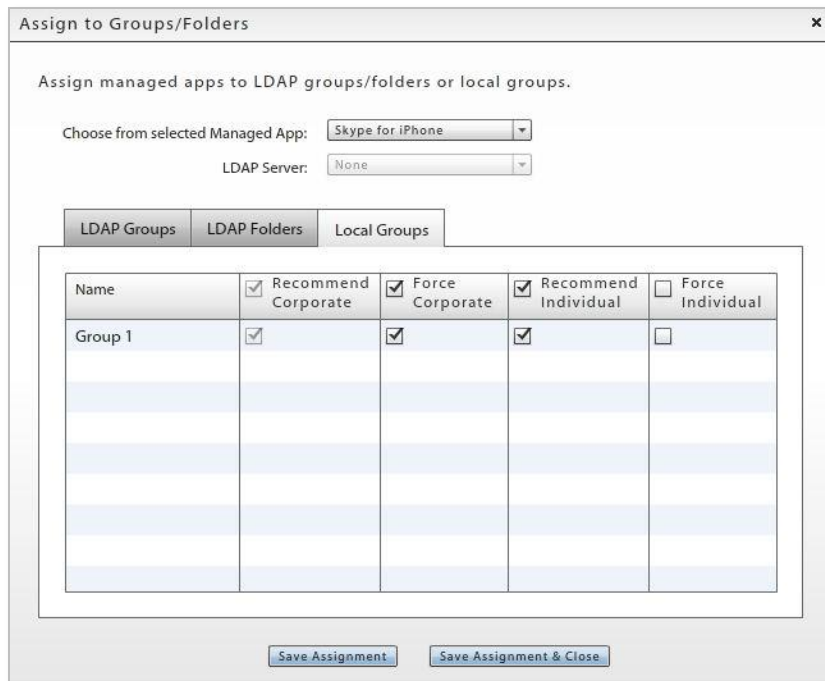 Assign to Groups/Folders
Assign managed apps to LDAP groups/folders or local groups.
Choose from selected Managed App: Skype for iPhone
LDAP Server: None
LDAP Groups LDAP Folders Local Groups
Name
Recommend
Corporate
Force
Corporate
Recommend
Individual
Force
Individual
Group 1
Save Assignment Save Assignment & Close